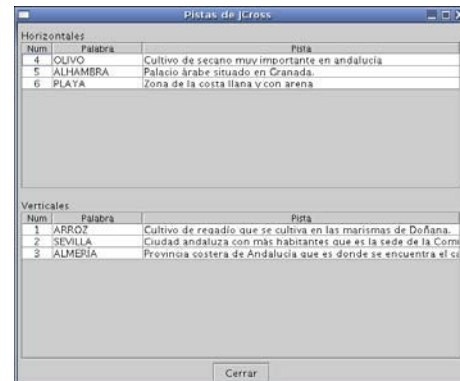 Pistas de JCross
Horizontales
Num Palabra Pista
4 OLIVO Cultivo de secano muy importante en andalucía
5 ALHAMBRA Palacio árabe situado en Granada.
6 PLAYA Zona de la costa llana y con arena
Verticales
Num Palabra Pista
1 ARROZ Cultivo de regadío que se cultiva en las marismas de Doñana.
2 SEVILLA Ciudad andaluza con más habitantes que es la sede de la Comi
3 ALMERÍA Provincia costera de Andalucía que es donde se encuentra el
Cerrar